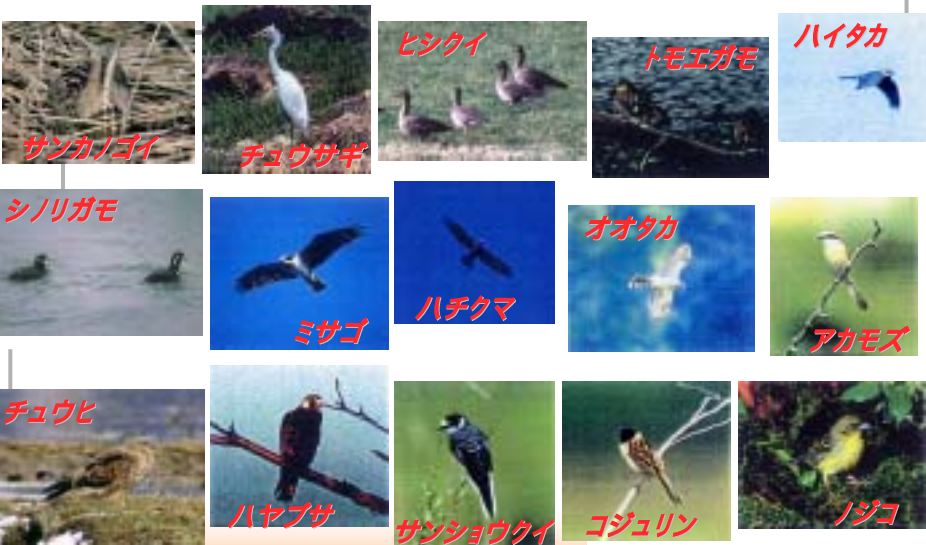 サンカノゴイ
チュウサギ
ヒシクイ
トモエガモ
ハイタカ
シノリガモ
ミサゴ
ハチクマ
オオタカ
アカモズ
チュウヒ
ハヤブサ
サンショウクイ
コジュリン
ノジコ